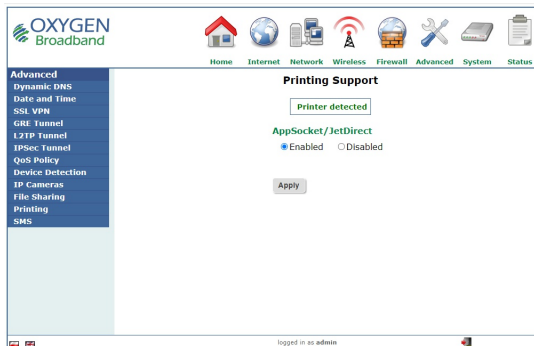 OXYGEN
Broadband
Home Internet Network Wireless Firewall Advanced System Status
Advanced
Dynamic DNS
Date and Time
SSL VPN
GRE Tunnel
L2TP Tunnel
IPSec Tunnel
QoS Policy
Device Detection
IP Cameras
File Sharing
Printing
SMS
Printing Support
Printer detected
AppSocket/JetDirect
Enabled Disabled
Apply
logged in as admin